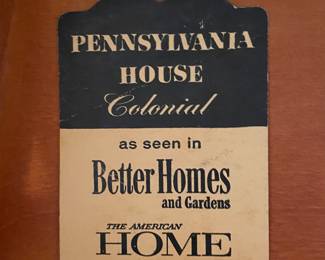 PENNSYLVANIA
HOUSE
Colonial
as seen in
Better Homes
and Gardens
THE AMERICAN
HOME